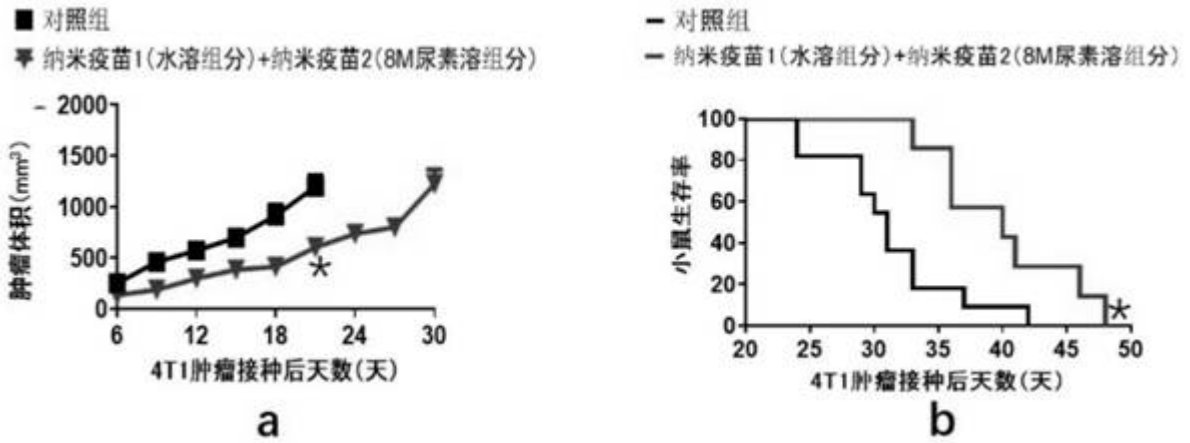 对照组
纳米疫苗1(水溶组分)+纳米疫苗2(8M尿素溶组分)
肿瘤体积(mm³)
2000
1500
1000
500
0
6 12 18 24 30
*
4T1肿瘤接种后天数(天)
a
对照组
纳米疫苗1(水溶组分)+纳米疫苗2(8M尿素溶组分)
小鼠生存率
100
80
60
40
20
0
20 25 30 35 40 45 50
*
4T1肿瘤接种后天数(天)
b